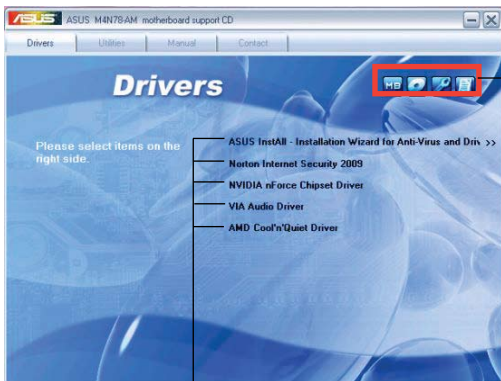 ASUS ASUS M4N78-AM motherboard support CD
Drivers Utilities Manual Contact
Drivers
MB
Please select items on the
right side.
ASUS InstAll - Installation Wizard for Anti-Virus and Driv >>
Norton Internet Security 2009
NVIDIA nForce Chipset Driver
VIA Audio Driver
AMD Cool'n'Quiet Driver